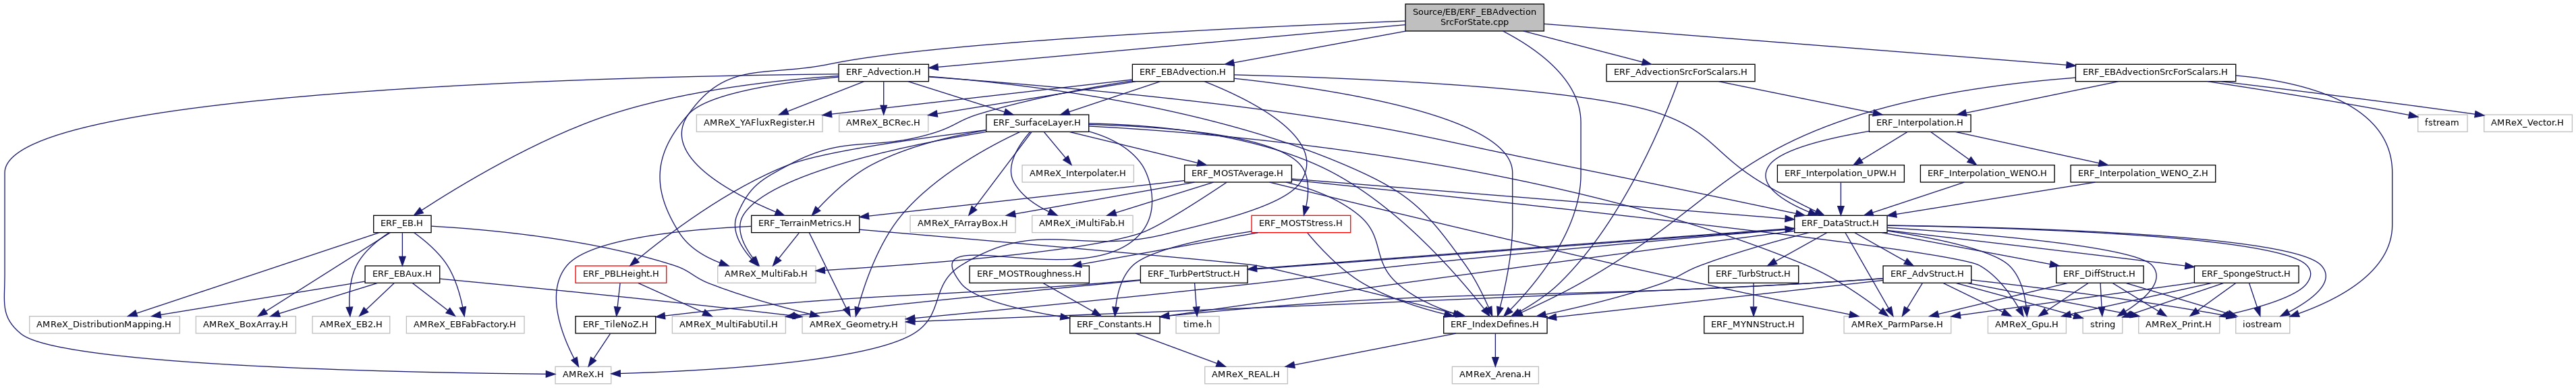 Source/EB/ERF_EBAdvection
SrcForState.cpp
ERF_Advection.H
ERF_EBAdvection.H
ERF_AdvectionSrcForScalars.H
ERF_EBAdvectionSrcForScalars.H
AMReX_YAFluxRegister.H
AMReX_BCRec.H
ERF_SurfaceLayer.H
ERF_Interpolation.H
fstream
AMReX_Vector.H
AMReX_Interpolater.H
ERF_MOSTAverage.H
ERF_Interpolation_UPW.H
ERF_Interpolation_WENO.H
ERF_Interpolation_WENO_Z.H
ERF_EB.H
ERF_TerrainMetrics.H
AMReX_FArrayBox.H
AMReX_iMultiFab.H
ERF_MOSTStress.H
ERF_DataStruct.H
ERF_EBAux.H
ERF_PBLHeight.H
AMReX_MultiFab.H
ERF_MOSTRoughness.H
ERF_TurbPertStruct.H
ERF_TurbStruct.H
ERF_AdvStruct.H
ERF_DiffStruct.H
ERF_SpongeStruct.H
AMReX_DistributionMapping.H
AMReX_BoxArray.H
AMReX_EB2.H
AMReX_EBFabFactory.H
ERF_TileNoZ.H
AMReX_MultiFabUtil.H
AMReX_Geometry.H
ERF_Constants.H
time.h
ERF_IndexDefines.H
ERF_MYNNStruct.H
AMReX_ParmParse.H
AMReX_Gpu.H
string
AMReX_Print.H
iostream
AMReX.H
AMReX_REAL.H
AMReX_Arena.H